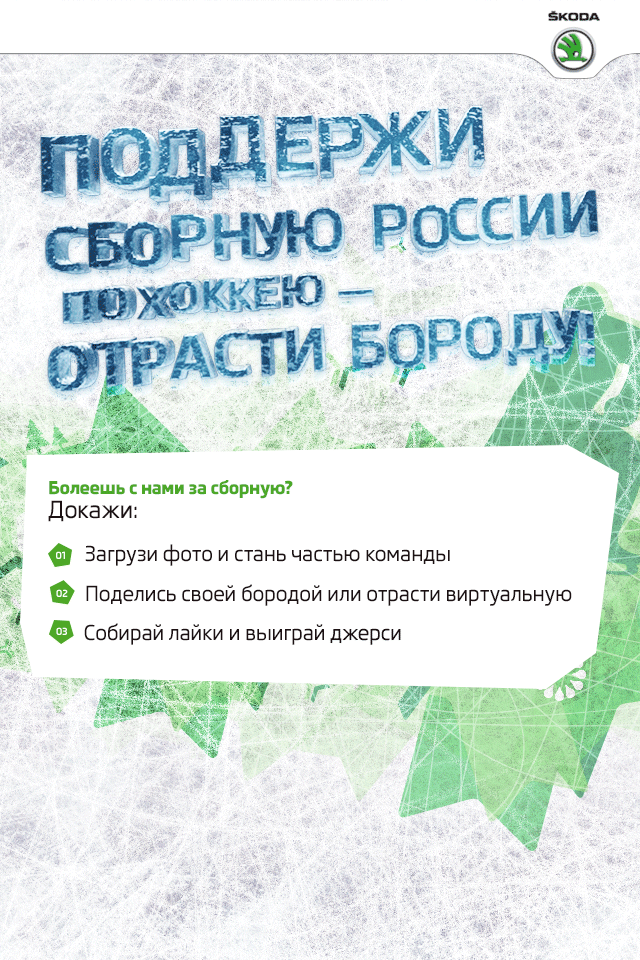 ŠKODA
ПОДДЕРЖИ
СБОРНУЮ РОССИИ
ПО ХОККЕЮ –
ОТРАСТИ БОРОДУ!
Болеешь с нами за сборную?
Докажи:
01 Загрузи фото и стань частью команды
02 Поделись своей бородой или отрасти виртуальную
03 Собирай лайки и выиграй джерси